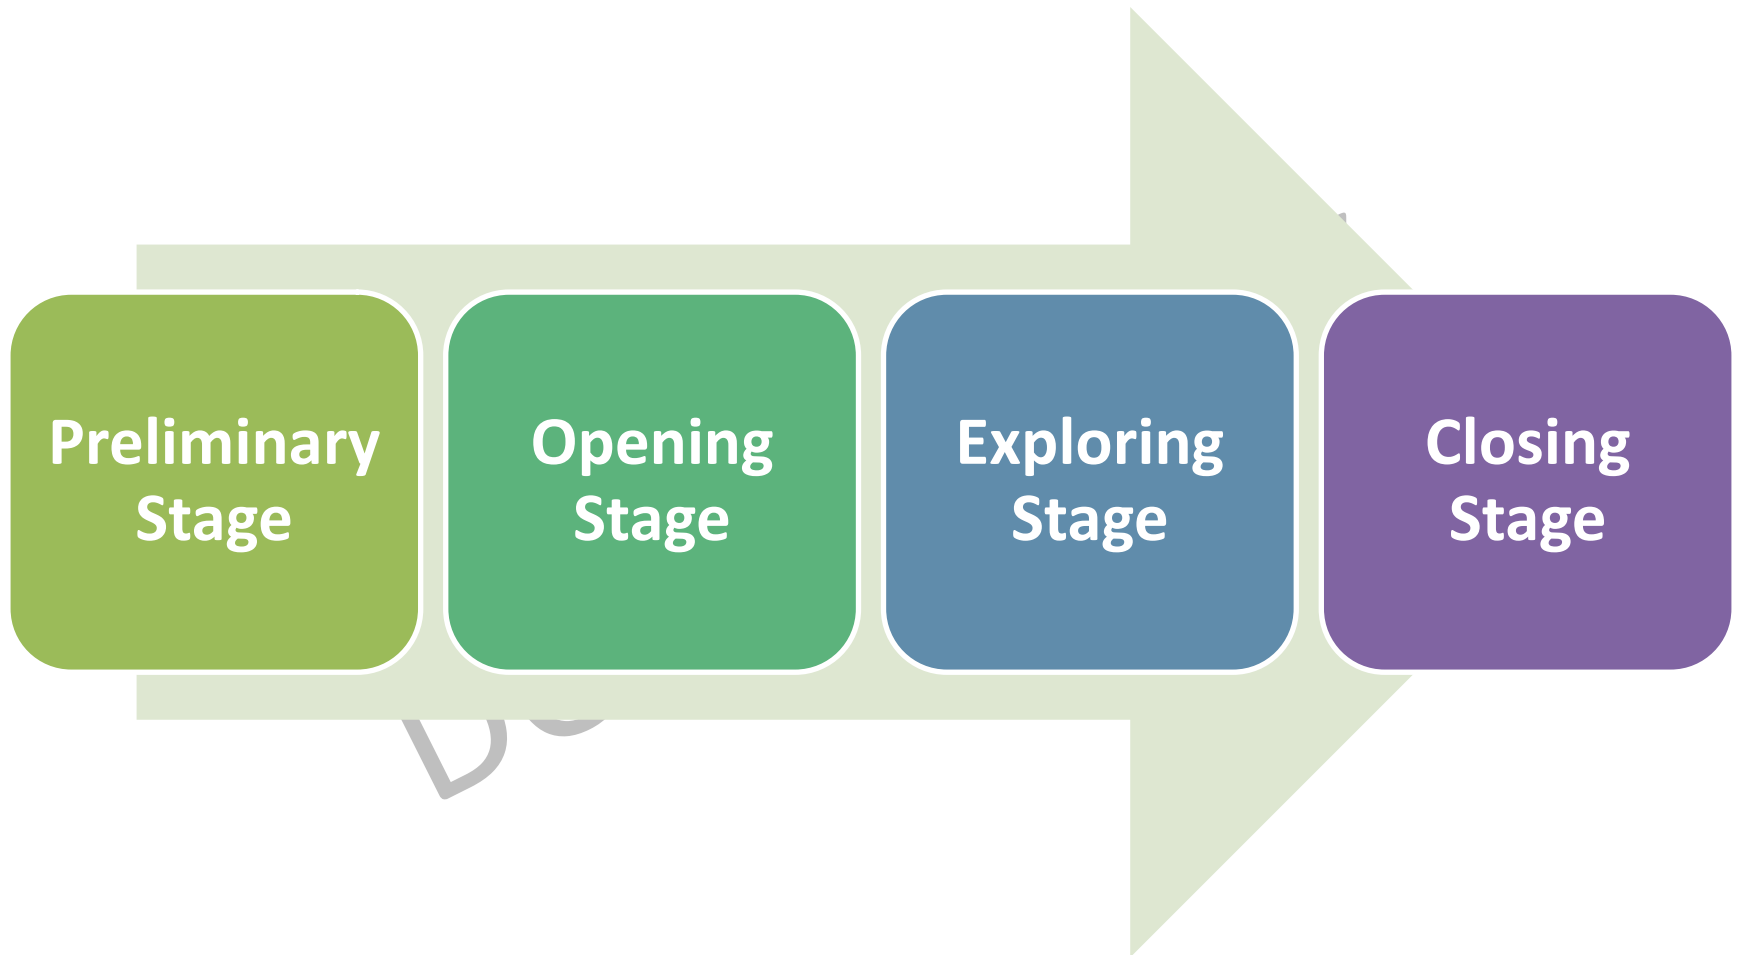 Preliminary
Stage
Opening
Stage
Exploring
Stage
Closing
Stage